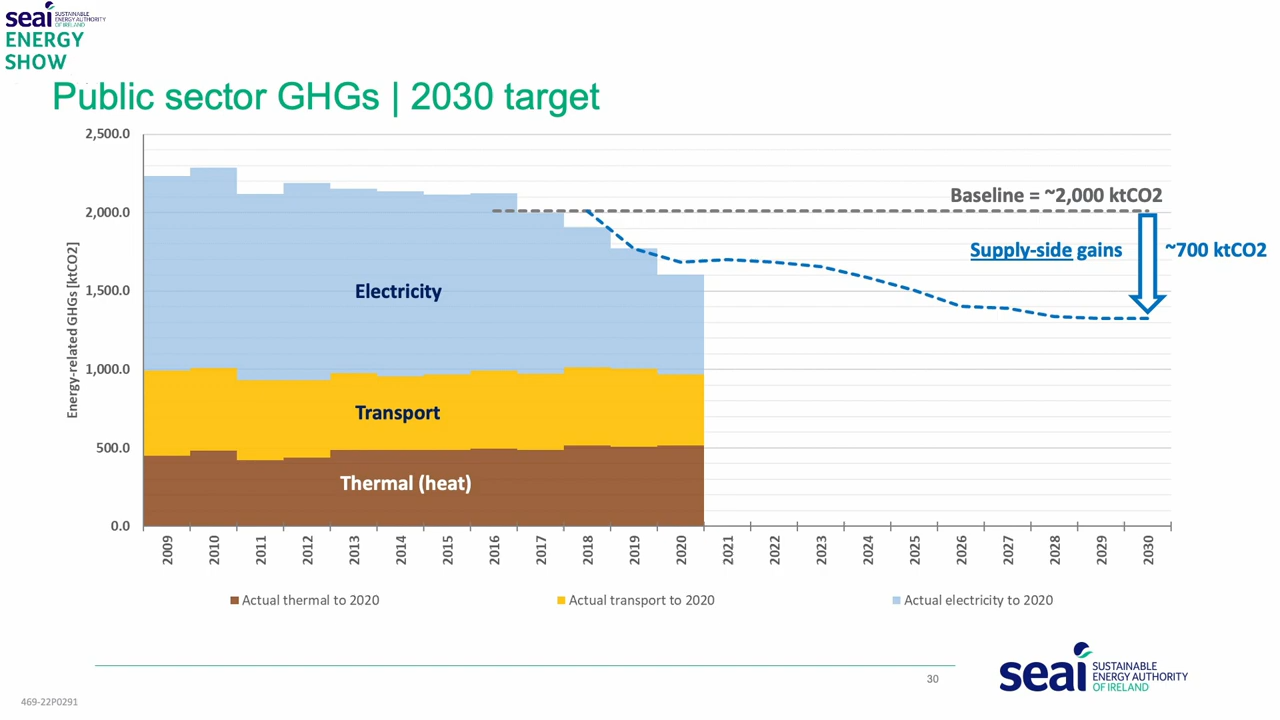 seai SUSTAINABLE
ENERGY AUTHORITY
OF IRELAND
ENERGY
SHOW
Public sector GHGs | 2030 target
Energy-related GHGs [ktCO2]
2,500.0
2,000.0
1,500.0
1,000.0
500.0
0.0
Baseline = ~2,000 ktCO2
Supply-side gains
~700 ktCO2
Electricity
Transport
Thermal (heat)
2009 2010 2011 2012 2013 2014 2015 2016 2017 2018 2019 2020 2021 2022 2023 2024 2025 2026 2027 2028 2029 2030
Actual thermal to 2020 Actual transport to 2020 Actual electricity to 2020
30
seai SUSTAINABLE
ENERGY AUTHORITY
OF IRELAND
469-22P0291